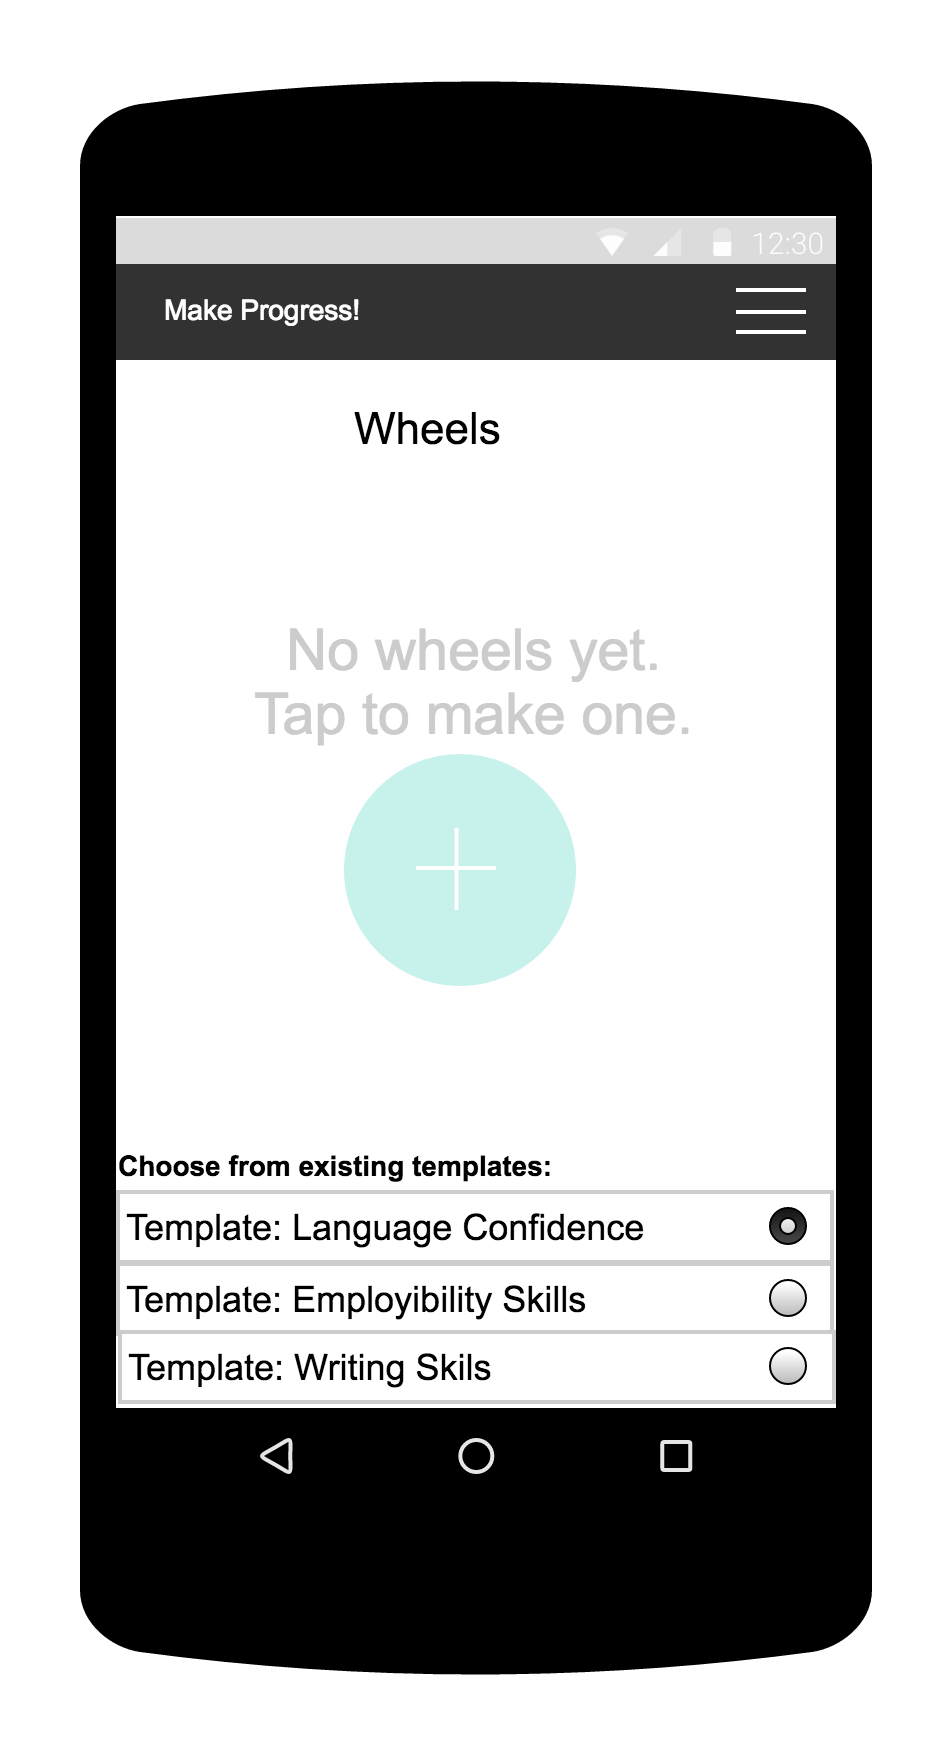 12:30
Make Progress!
Wheels
No wheels yet.
Tap to make one.
Choose from existing templates:
Template: Language Confidence
Template: Employibility Skills
Template: Writing Skils